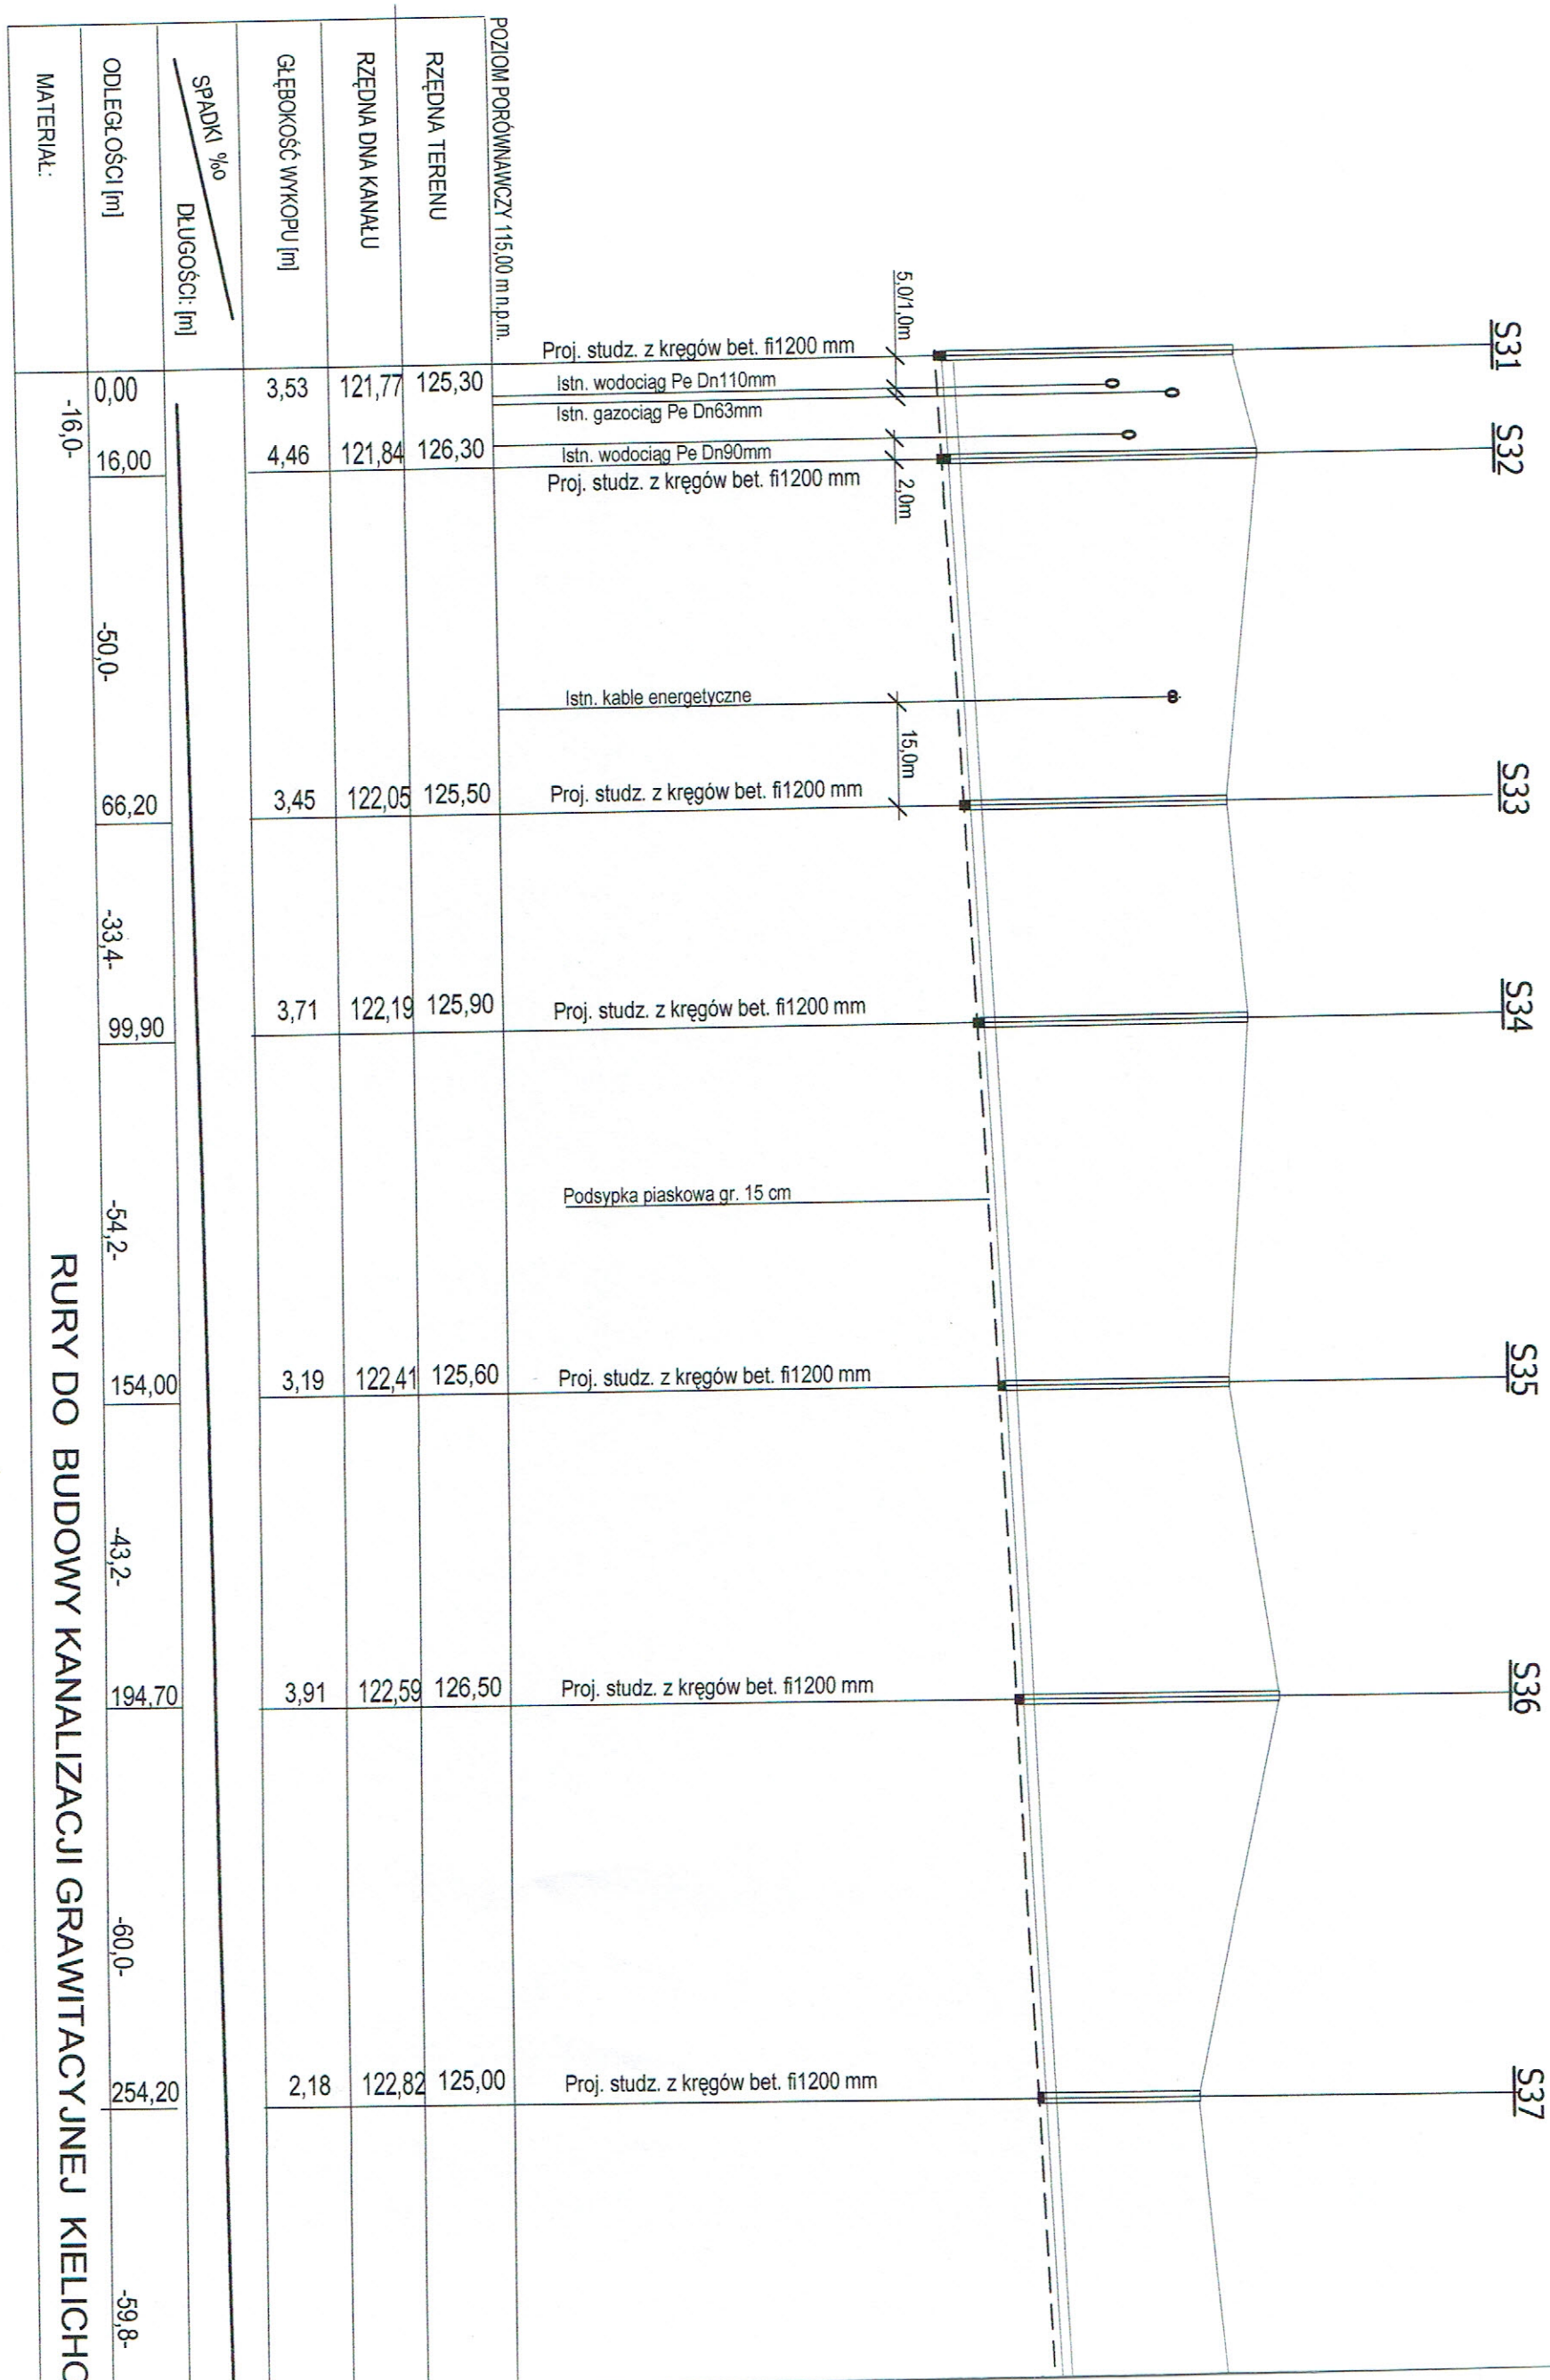 S31
S32
S33
S34
S35
S36
S37
5,0/1,0m
2,0m
15,0m
Proj. studz. z kręgów bet. fi1200 mm
Istn. wodociąg Pe Dn110mm
Istn. gazociąg Pe Dn63mm
Istn. wodociąg Pe Dn90mm
Proj. studz. z kręgów bet. fi1200 mm
Istn. kable energetyczne
Proj. studz. z kręgów bet. fi1200 mm
Proj. studz. z kręgów bet. fi1200 mm
Podsypka piaskowa gr. 15 cm
Proj. studz. z kręgów bet. fi1200 mm
Proj. studz. z kręgów bet. fi1200 mm
Proj. studz. z kręgów bet. fi1200 mm
POZIOM PORÓWNAWCZY 115,00 m n.p.m.
RZĘDNA TERENU
125,30
126,30
125,50
125,90
125,60
126,50
125,00
RZĘDNA DNA KANAŁU
121,77
121,84
122,05
122,19
122,41
122,59
122,82
GŁĘBOKOŚĆ WYKOPU [m]
3,53
4,46
3,45
3,71
3,19
3,91
2,18
SPADKI %o
DŁUGOŚCI: [m]
ODLEGŁOŚCI [m]
0,00
16,00
66,20
99,90
154,00
194,70
254,20
-16,0-
-50,0-
-33,4-
-54,2-
-43,2-
-60,0-
-59,8-
MATERIAŁ:
RURY DO BUDOWY KANALIZACJI GRAWITACYJNEJ